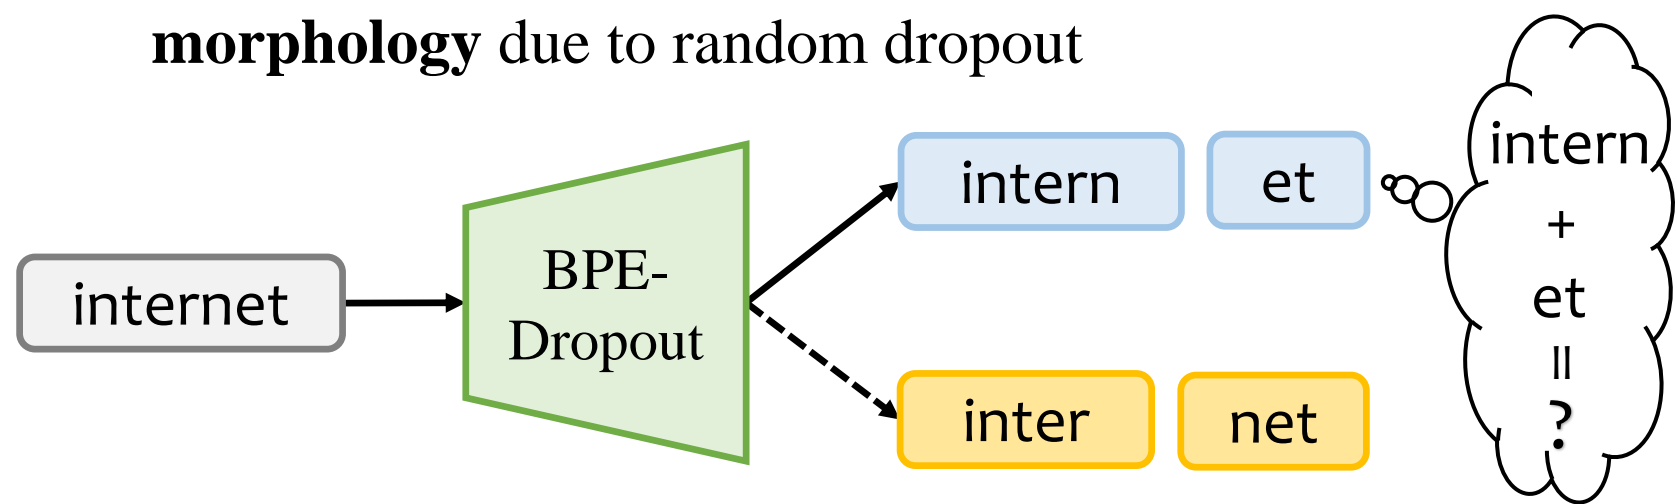 morphology due to random dropout
internet
BPE-
Dropout
intern
et
inter
net
intern
+
et
=
?